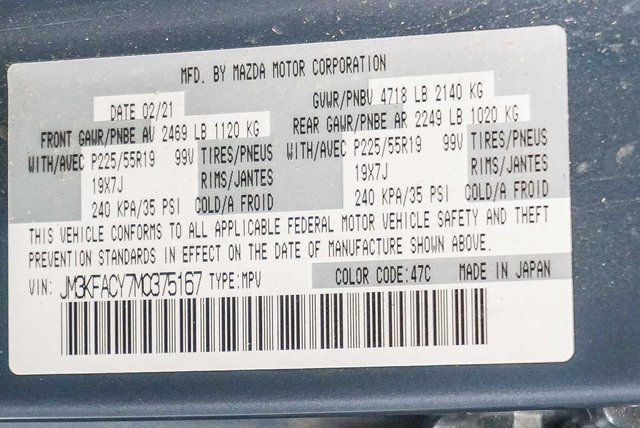 MFD. BY MAZDA MOTOR CORPORATION
DATE 02/21 GVWR/PNBV 4718 LB 2140 KG
FRONT GAWR/PNBE AV 2469 LB 1120 KG REAR GAWR/PNBE AR 2249 LB 1020 KG
WITH/AVEC P225/55R19 99V TIRES/PNEUS WITH/AVEC P225/55R19 99V TIRES/PNEUS
19X7J RIMS/JANTES 19X7J RIMS/JANTES
240 KPA/35 PSI COLD/A FROID 240 KPA/35 PSI COLD/A FROID
THIS VEHICLE CONFORMS TO ALL APPLICABLE FEDERAL MOTOR VEHICLE SAFETY AND THEFT
PREVENTION STANDARDS IN EFFECT ON THE DATE OF MANUFACTURE SHOWN ABOVE.
VIN: JM3KFACY7M0375167 TYPE:MPV COLOR CODE:47C MADE IN JAPAN